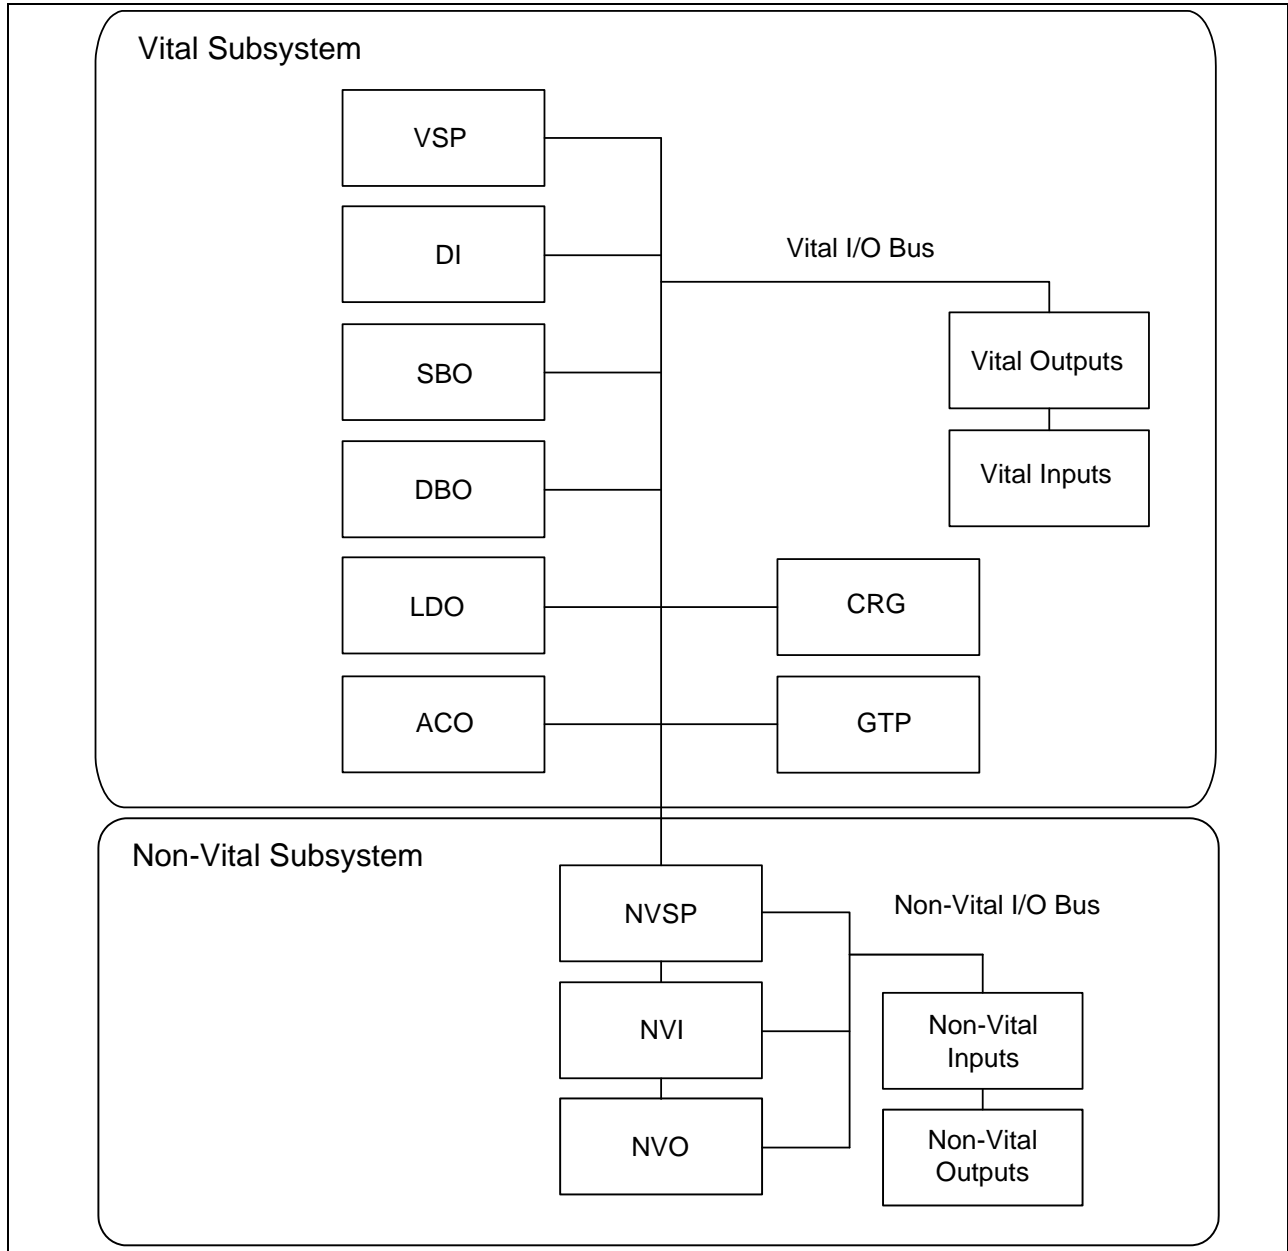 Vital Subsystem
VSP
DI
Vital I/O Bus
SBO
Vital Outputs
DBO
Vital Inputs
LDO
CRG
ACO
GTP
Non-Vital Subsystem
NVSP
Non-Vital I/O Bus
NVI
Non-Vital
Inputs
NVO
Non-Vital
Outputs